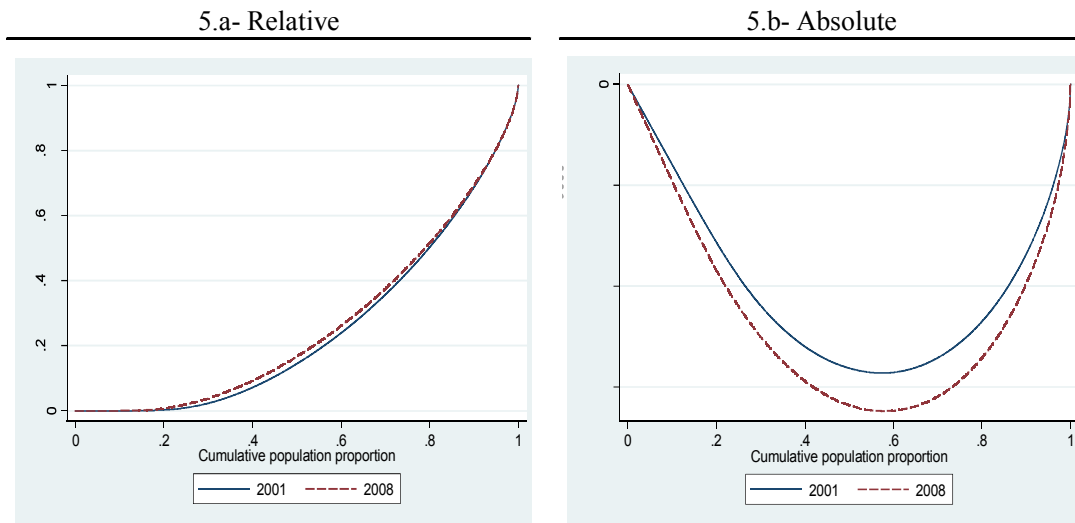 5.a- Relative
1
.8
.6
.4
.2
0
0 .2 .4 .6 .8 1
Cumulative population proportion
2001 2008
5.b- Absolute
0
0 .2 .4 .6 .8 1
Cumulative population proportion
2001 2008